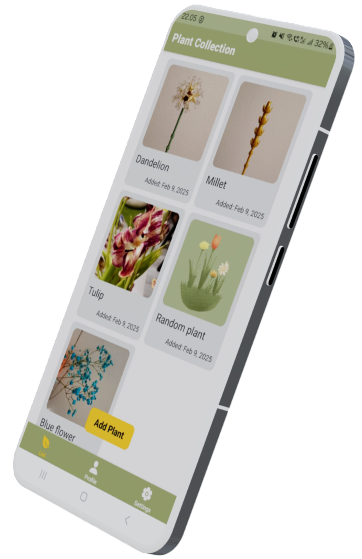 22:05
32%
Plant Collection
Dandelion
Added: Feb 9, 2025
Millet
Added: Feb 9, 2025
Tulip
Added: Feb 9, 2025
Random plant
Added: Feb 9, 2025
Blue flower
Add Plant
Profile
Settings